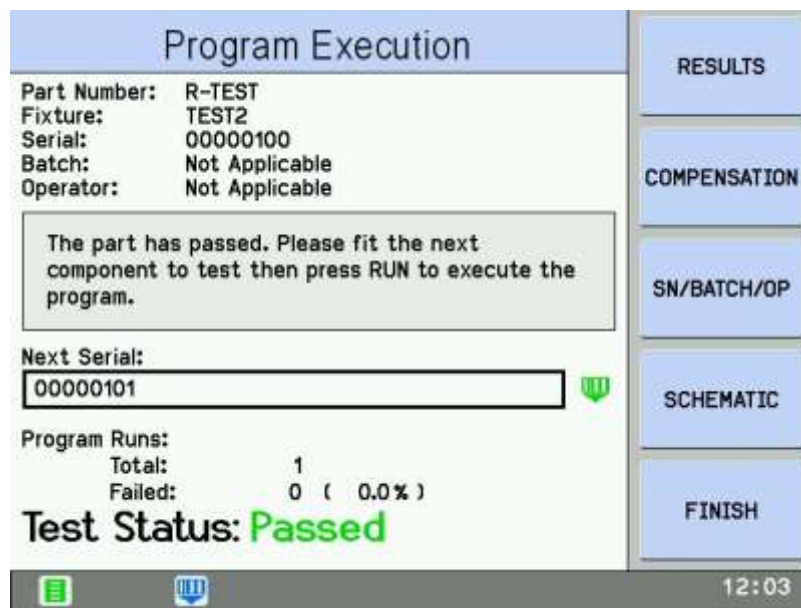 Program Execution
Part Number: R-TEST
Fixture: TEST2
Serial: 00000100
Batch: Not Applicable
Operator: Not Applicable
The part has passed. Please fit the next
component to test then press RUN to execute the
program.
Next Serial:
00000101
Program Runs:
Total: 1
Failed: 0 ( 0.0% )
Test Status: Passed
RESULTS
COMPENSATION
SN/BATCH/OP
SCHEMATIC
FINISH
12:03